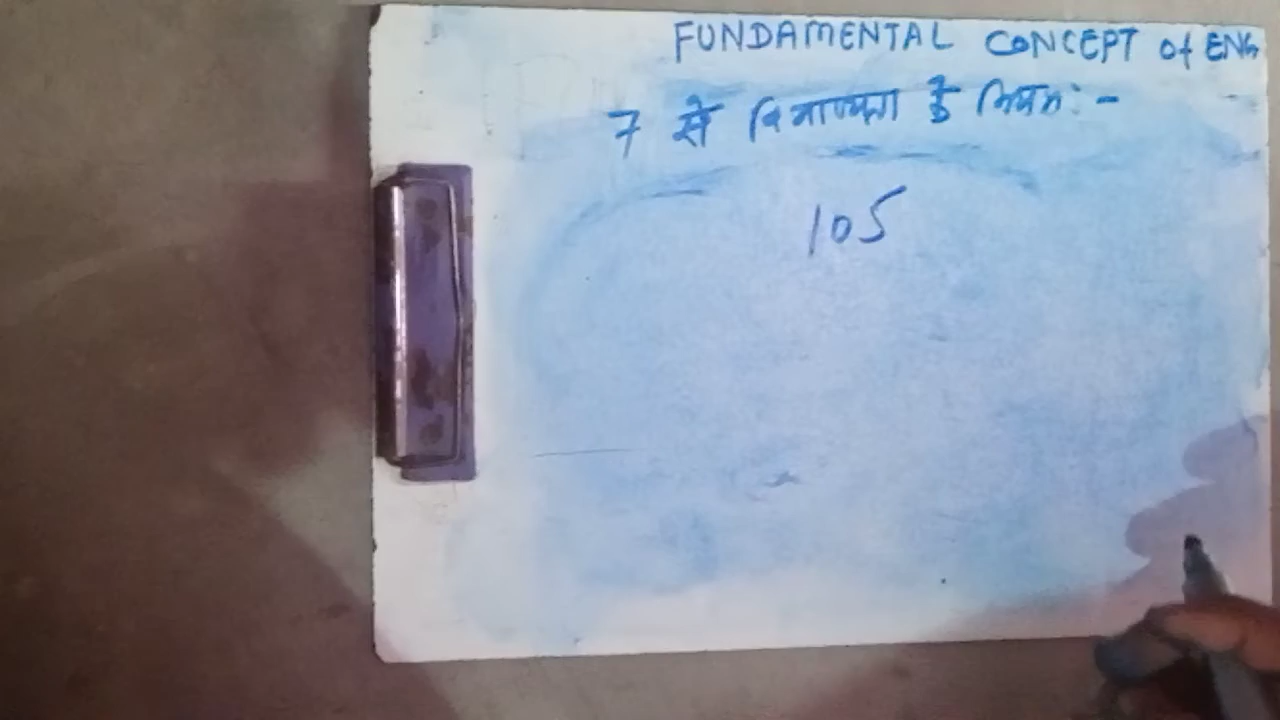 FUNDAMENTAL CONCEPT of ENG
7 से विभाज्यता के नियम:-
105